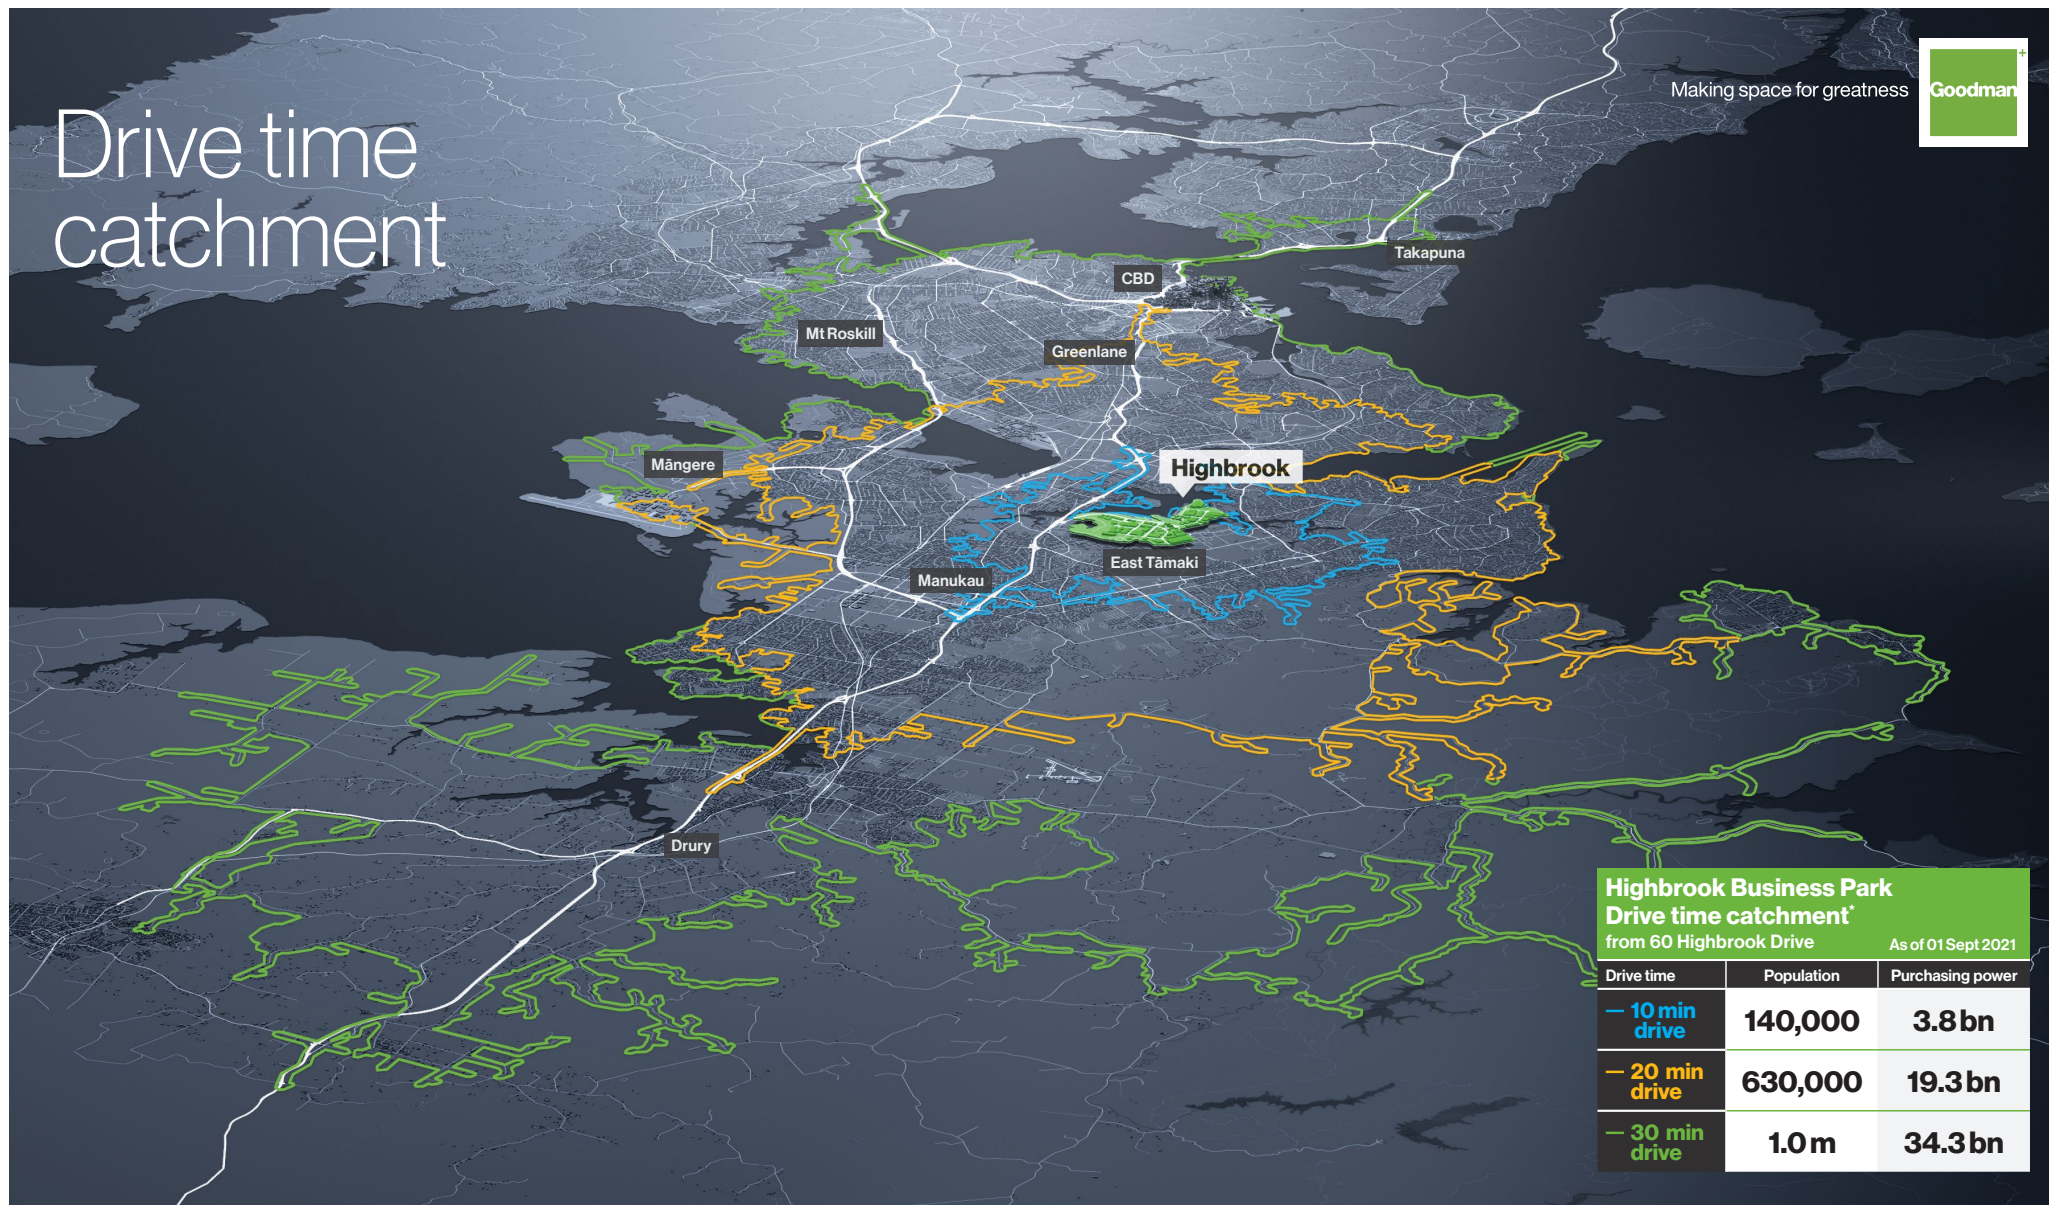 Drive time
catchment
Making space for greatness
Goodman+
Takapuna
CBD
Mt Roskill
Greenlane
Māngere
Highbrook
East Tāmaki
Manukau
Drury
Highbrook Business Park
Drive time catchment*
from 60 Highbrook Drive As of 01 Sept 2021
Drive time Population Purchasing power
— 10 min
drive
140,000 3.8 bn
— 20 min
drive
630,000 19.3 bn
— 30 min
drive
1.0 m 34.3 bn